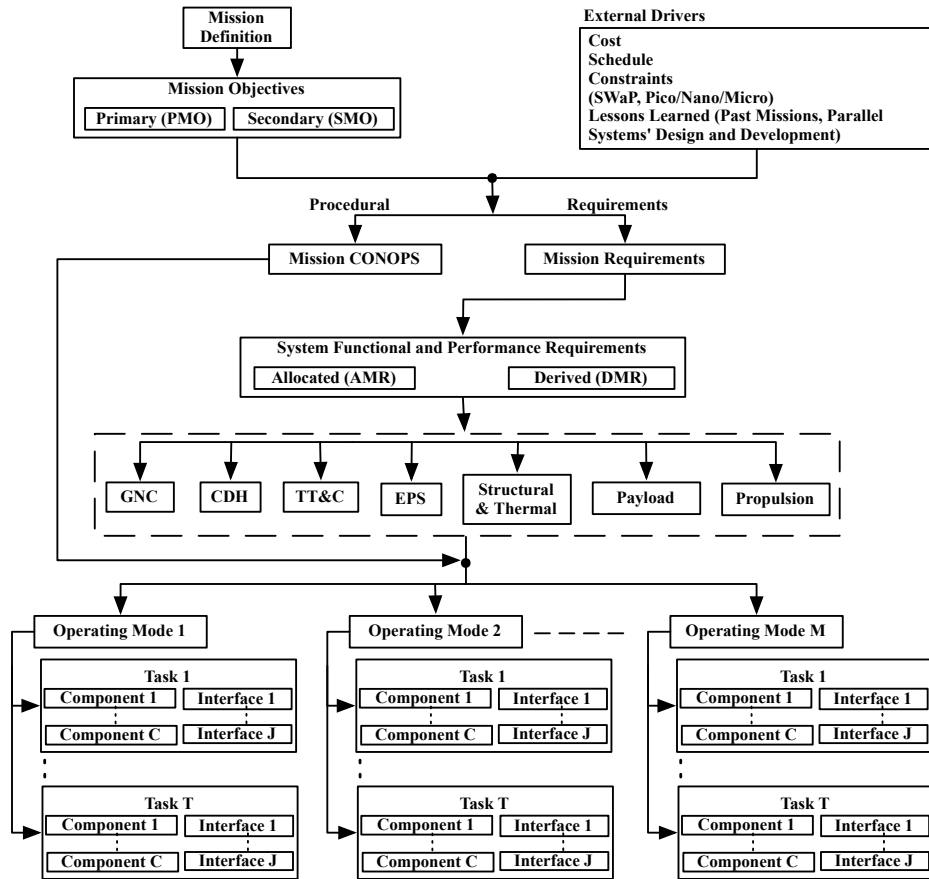 Mission
Definition
External Drivers
Cost
Schedule
Constraints
(SWaP, Pico/Nano/Micro)
Lessons Learned (Past Missions, Parallel
Systems' Design and Development)
Mission Objectives
Primary (PMO)
Secondary (SMO)
Procedural
Requirements
Mission CONOPS
Mission Requirements
System Functional and Performance Requirements
Allocated (AMR)
Derived (DMR)
GNC
CDH
TT&C
EPS
Structural
& Thermal
Payload
Propulsion
Operating Mode 1
Operating Mode 2
Operating Mode M
Task 1
Component 1
Interface 1
Component C
Interface J
Task 1
Component 1
Interface 1
Component C
Interface J
Task 1
Component 1
Interface 1
Component C
Interface J
Task T
Component 1
Interface 1
Component C
Interface J
Task T
Component 1
Interface 1
Component C
Interface J
Task T
Component 1
Interface 1
Component C
Interface J